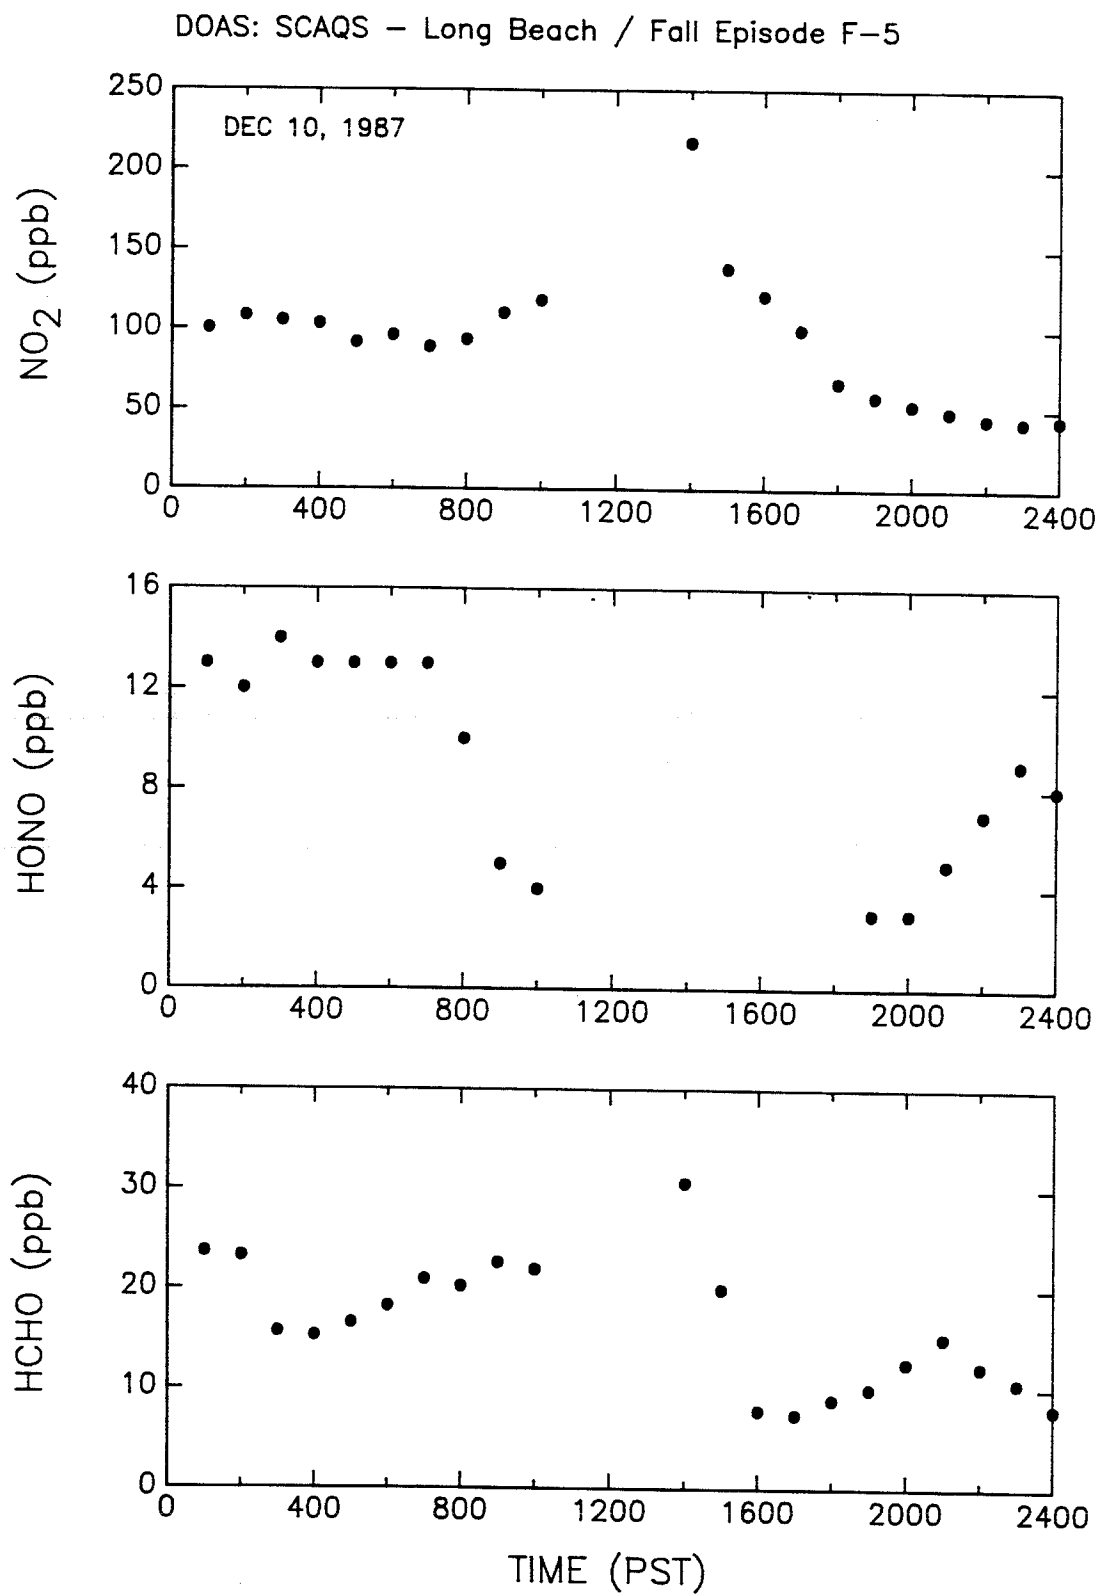 DOAS: SCAQS – Long Beach / Fall Episode F–5
DEC 10, 1987
NO2 (ppb)
250
200
150
100
50
0
0 400 800 1200 1600 2000 2400
HONO (ppb)
16
12
8
4
0
0 400 800 1200 1600 2000 2400
HCHO (ppb)
40
30
20
10
0
0 400 800 1200 1600 2000 2400
TIME (PST)